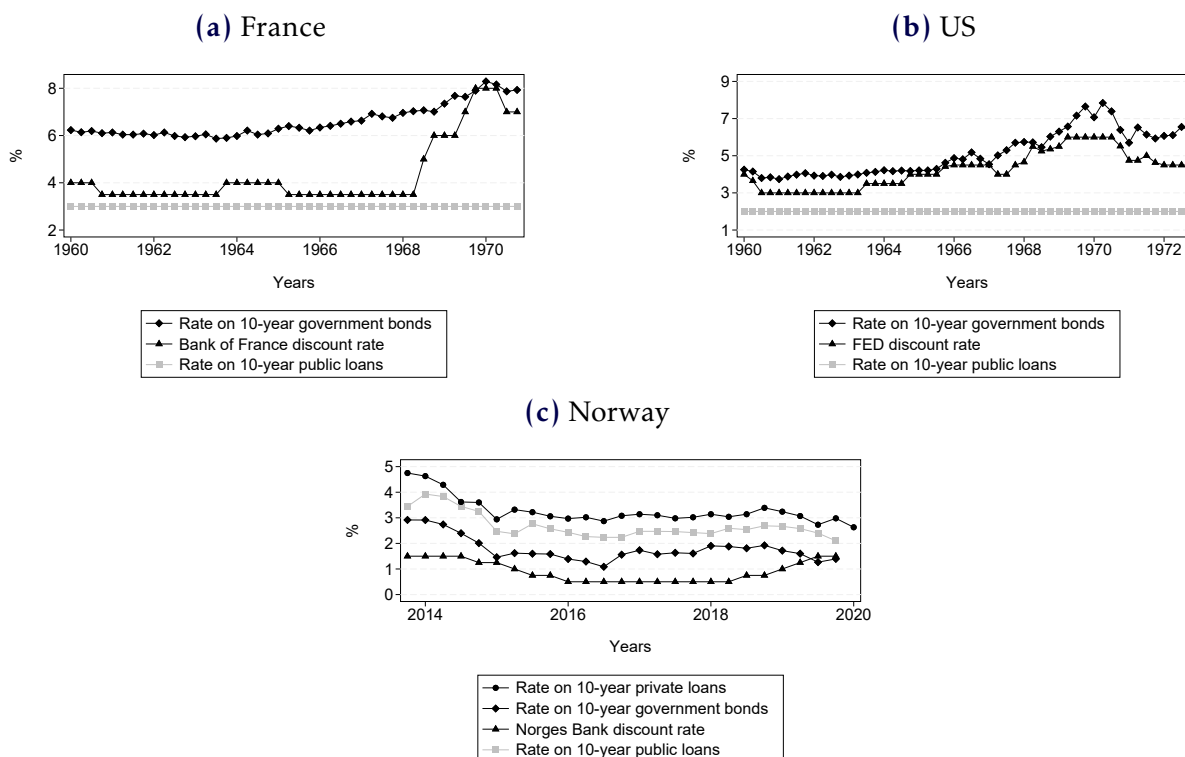 (a) France
(b) US
8
6
4
2
%
1960 1962 1964 1966 1968 1970
Years
Rate on 10-year government bonds
Bank of France discount rate
Rate on 10-year public loans
9
7
5
3
1
%
1960 1962 1964 1966 1968 1970 1972
Years
Rate on 10-year government bonds
FED discount rate
Rate on 10-year public loans
(c) Norway
5
4
3
2
1
0
%
2014 2016 2018 2020
Years
Rate on 10-year private loans
Rate on 10-year government bonds
Norges Bank discount rate
Rate on 10-year public loans